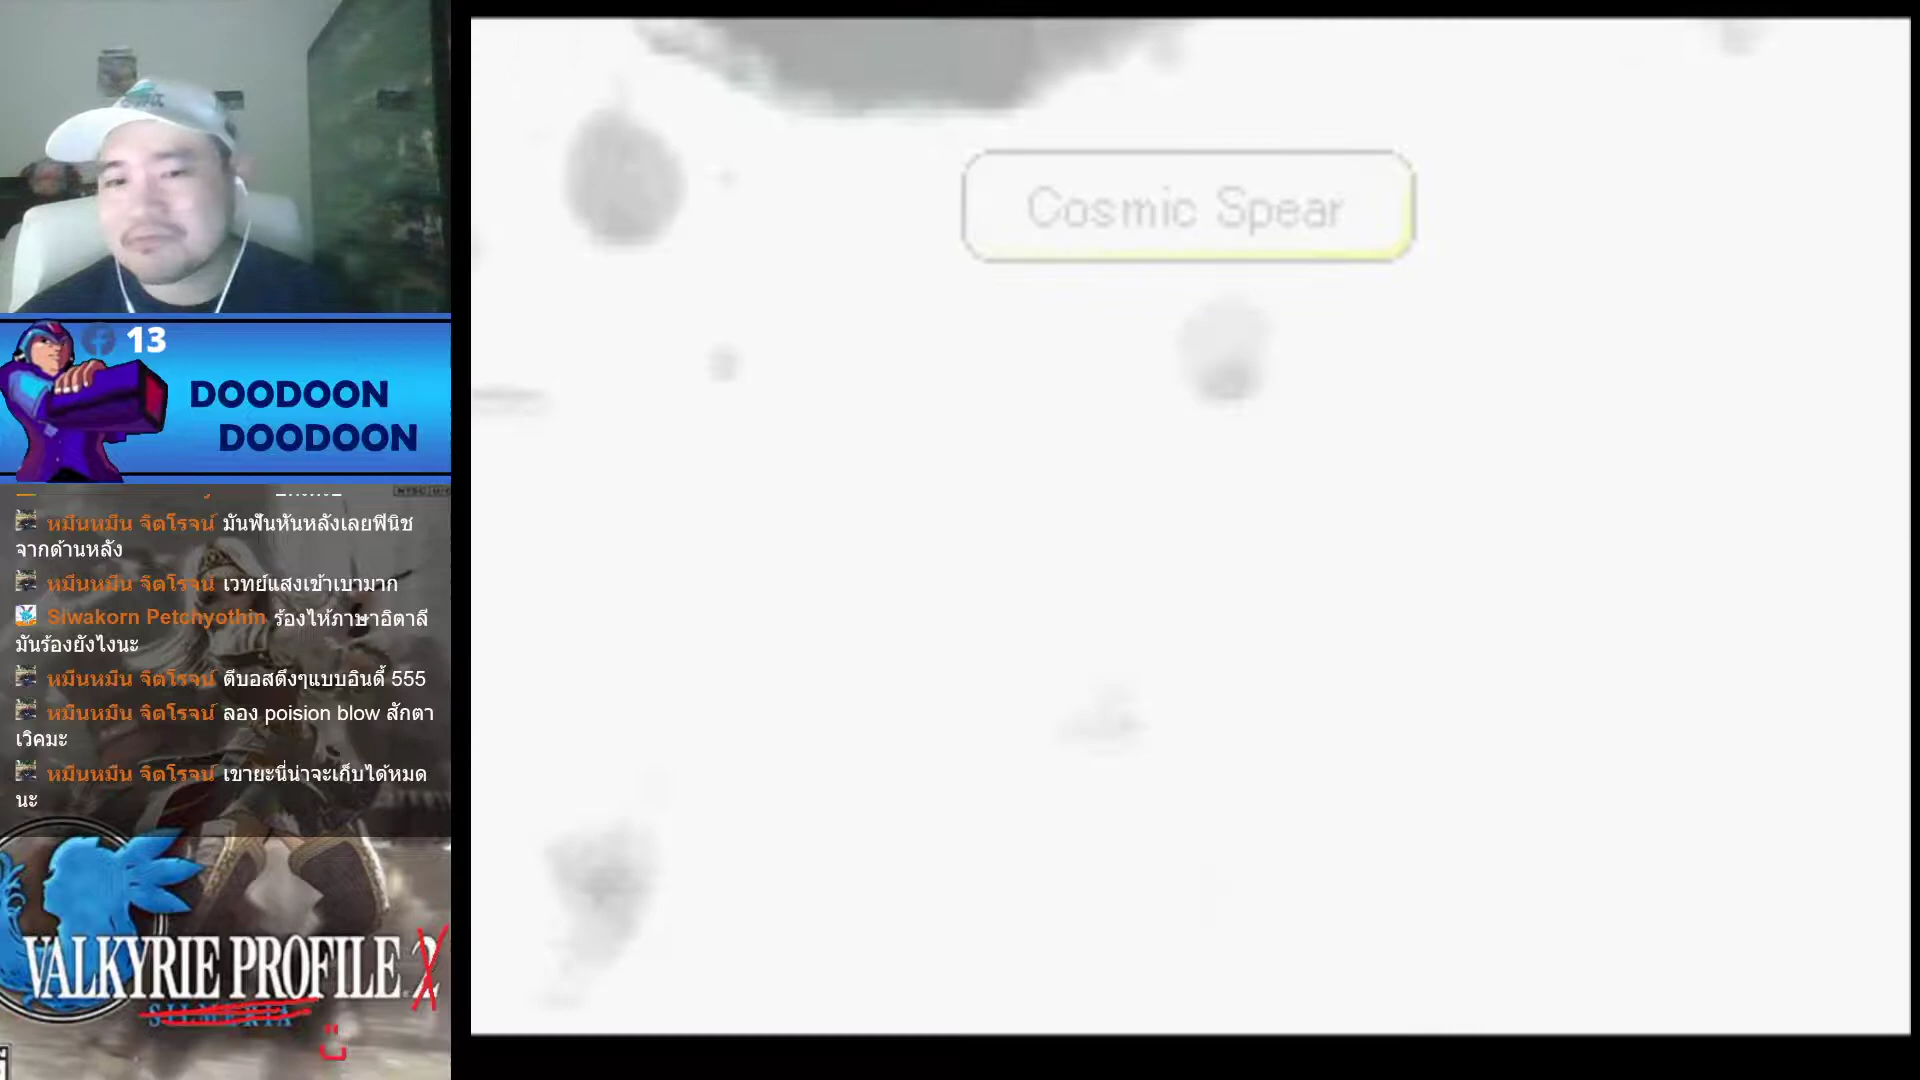 Cosmic Spear
13
DOODOON
DOODOON
หมีนหมีน จิตโรจน์ มันฟันหันหลังเลยฟินิช
จากด้านหลัง
หมีนหมีน จิตโรจน์ เวทย์แสงเข้าเบามาก
Siwakorn Petchyothin ร้องไห้ภาษาอิตาลี
มันร้องยังไงนะ
หมีนหมีน จิตโรจน์ ตีบอสตึงๆแบบอินดี้ 555
หมีนหมีน จิตโรจน์ ลอง poision blow สักตา
เวิคมะ
หมีนหมีน จิตโรจน์ เขายะนี่น่าจะเก็บได้หมด
นะ
VALKYRIE PROFILE 2
SILMERIA